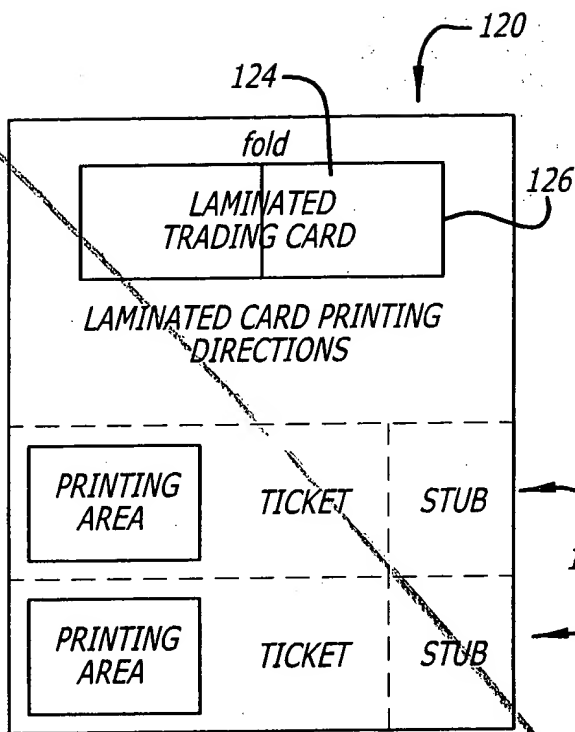 120
124
fold
126
LAMINATED
TRADING CARD
LAMINATED CARD PRINTING
DIRECTIONS
PRINTING
AREA
TICKET
STUB
PRINTING
AREA
TICKET
STUB